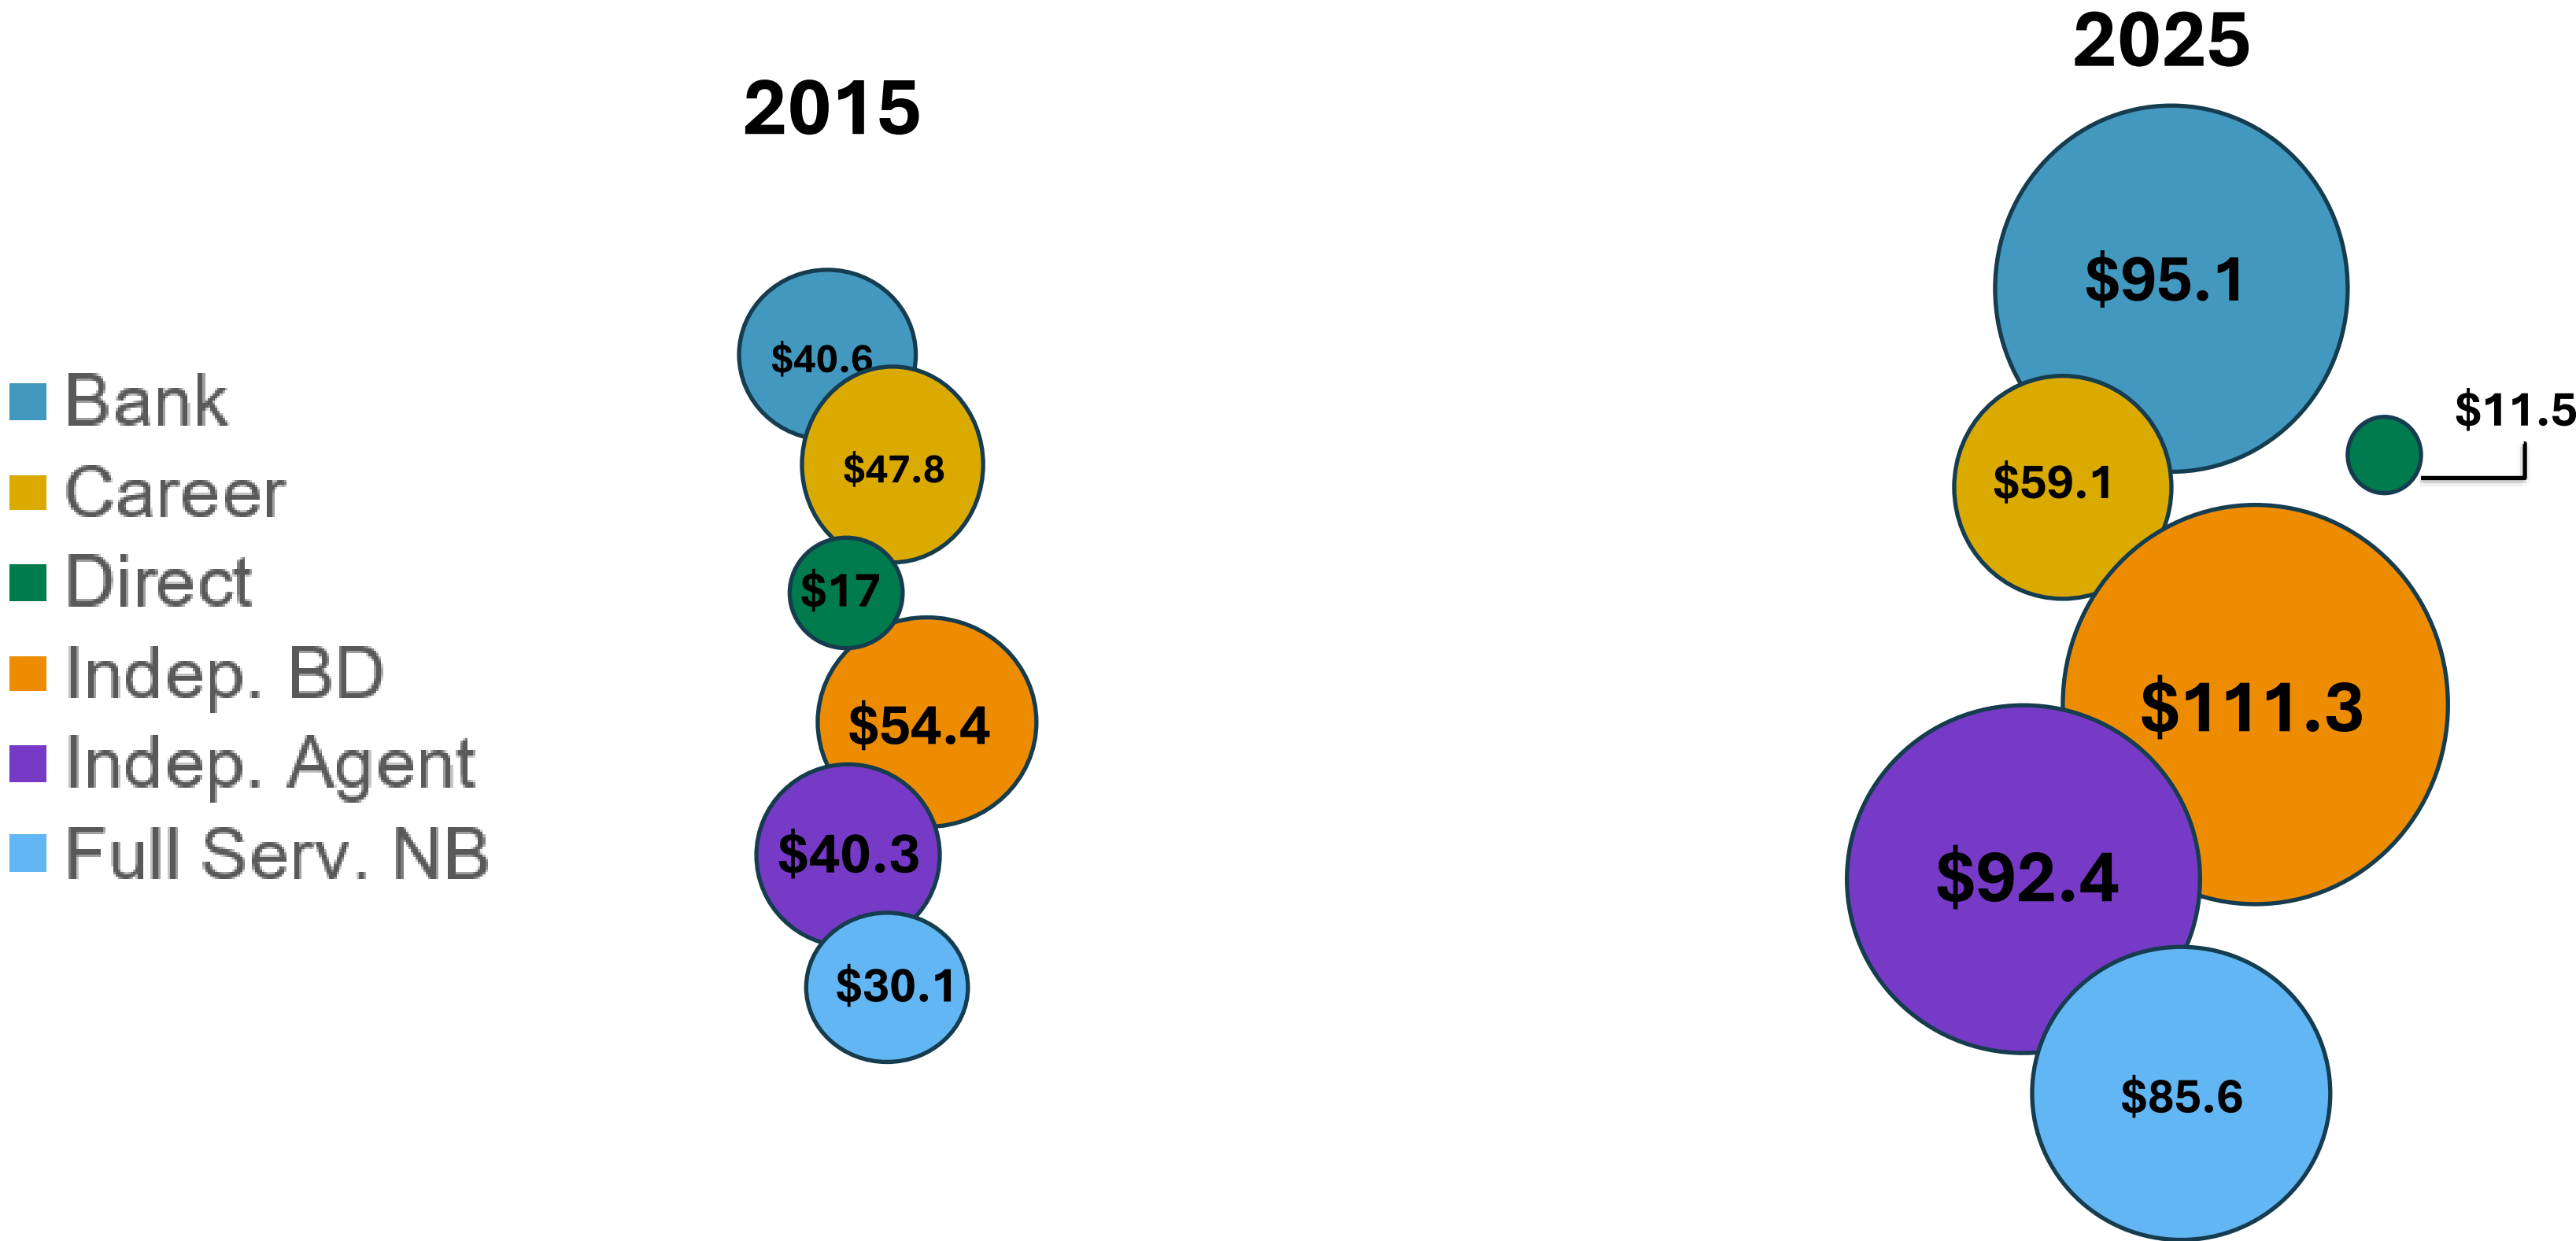 2015
2025
Bank
Career
Direct
Indep. BD
Indep. Agent
Full Serv. NB
$40.6
$47.8
$17
$54.4
$40.3
$30.1
$95.1
$11.5
$59.1
$111.3
$92.4
$85.6